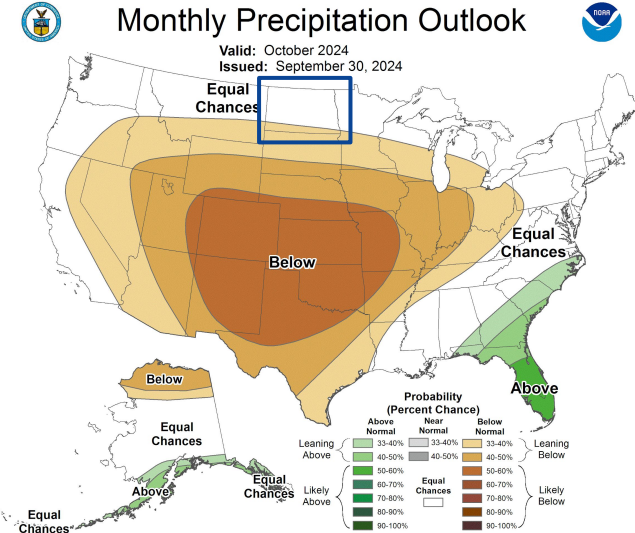 Monthly Precipitation Outlook
NOAA
Valid: October 2024
Issued: September 30, 2024
Equal
Chances
Equal
Chances
Below
Above
Below
Equal
Chances
Above
Equal
Chances
Equal
Chances
Probability
(Percent Chance)
Above
Normal
Near
Normal
Below
Normal
Leaning
Above
33-40%
33-40%
33-40%
Leaning
Below
40-50%
40-50%
40-50%
Likely
Above
50-60%
50-60%
60-70%
60-70%
70-80%
70-80%
80-90%
80-90%
90-100%
90-100%
Equal
Chances
Likely
Below